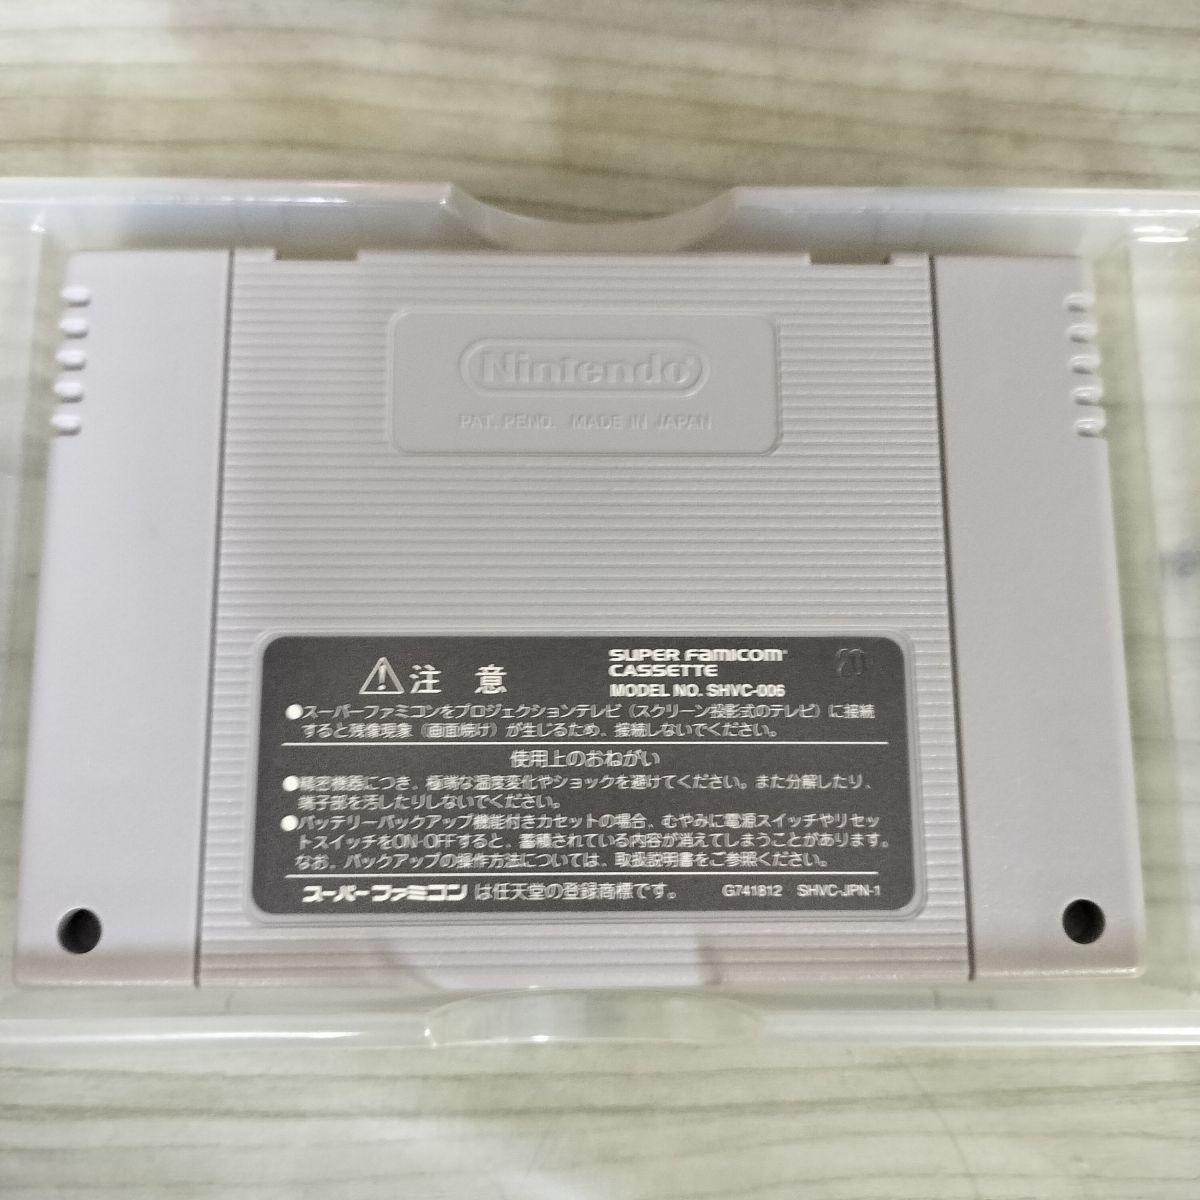 Nintendo
PAT. PEND. MADE IN JAPAN
注意
SUPER FAMICOM
CASSETTE
MODEL NO. SHVC-006
20
●スーパーファミコンをプロジェクションテレビ（スクリーン投影式のテレビ）に接続
すると残像現象（画面焼け）が生じるため、接続しないでください。
使用上のおねがい
●精密機器につき、極端な温度変化やショックを避けてください。また分解したり、
端子部を汚したりしないでください。
●バッテリーバックアップ機能付きカセットの場合、むやみに電源スイッチやリセッ
トスイッチをON-OFFすると、蓄積されている内容が消えてしまうことがあります。
なお、バックアップの操作方法については、取扱説明書をご参照ください。
スーパーファミコンは任天堂の登録商標です。 G741812 SHVC-JPN-1